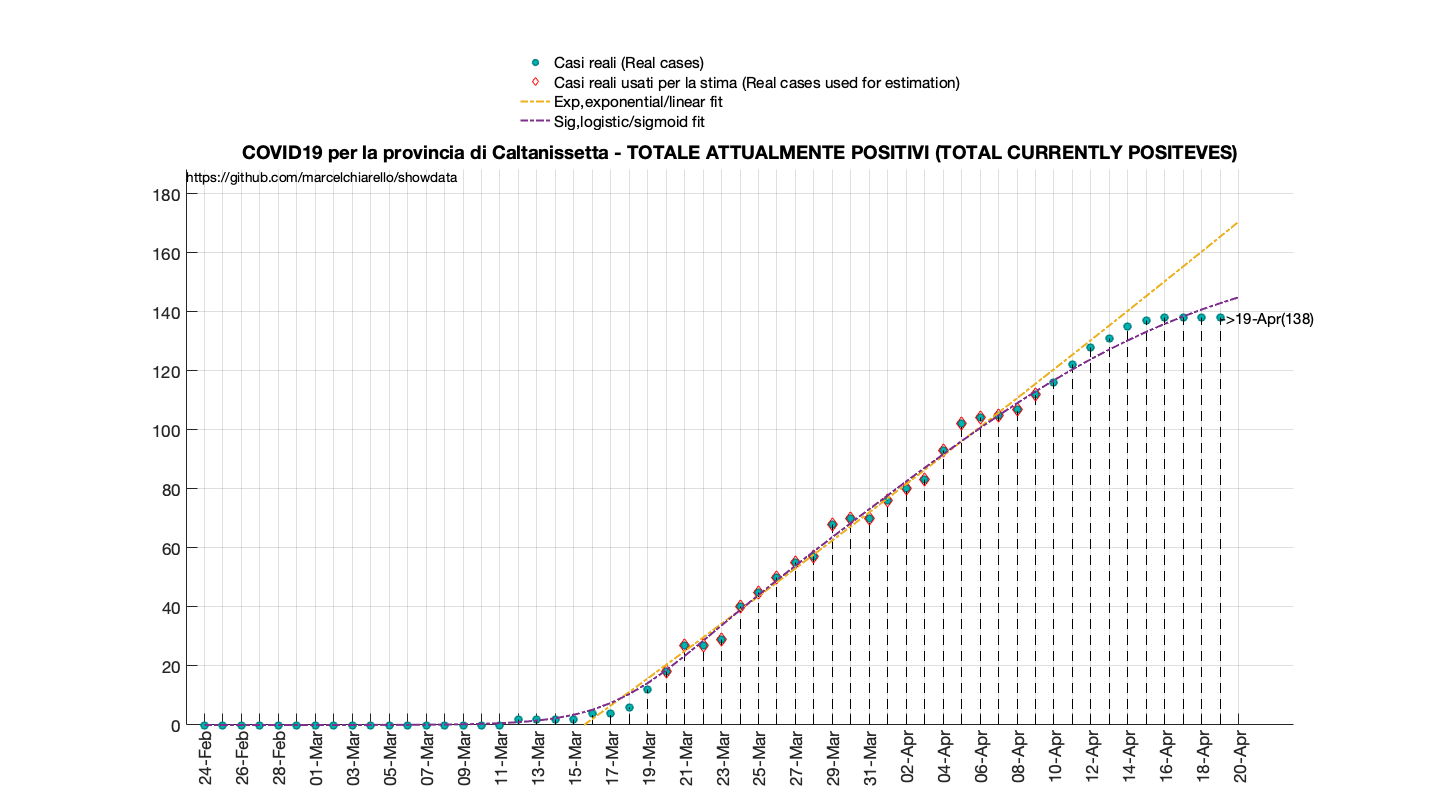 Casi reali (Real cases)
Casi reali usati per la stima (Real cases used for estimation)
Exp,exponential/linear fit
Sig,logistic/sigmoid fit
COVID19 per la provincia di Caltanissetta - TOTALE ATTUALMENTE POSITIVI (TOTAL CURRENTLY POSITEVES)
https://github.com/marcelchiarello/showdata
180
160
140
120
100
80
60
40
20
0
->19-Apr(138)
24-Feb
26-Feb
28-Feb
01-Mar
03-Mar
05-Mar
07-Mar
09-Mar
11-Mar
13-Mar
15-Mar
17-Mar
19-Mar
21-Mar
23-Mar
25-Mar
27-Mar
29-Mar
31-Mar
02-Apr
04-Apr
06-Apr
08-Apr
10-Apr
12-Apr
14-Apr
16-Apr
18-Apr
20-Apr